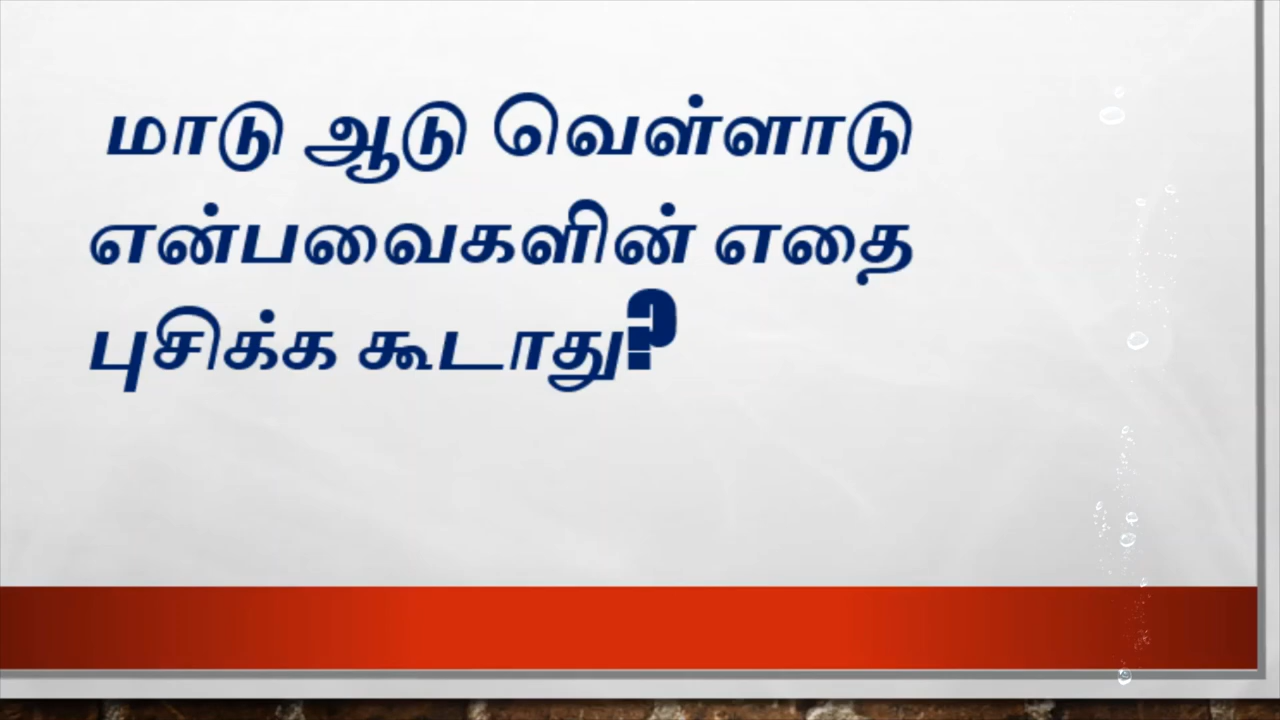 மாடு ஆடு வெள்ளாடு
என்பவைகளின் எதை
புசிக்க கூடாது?